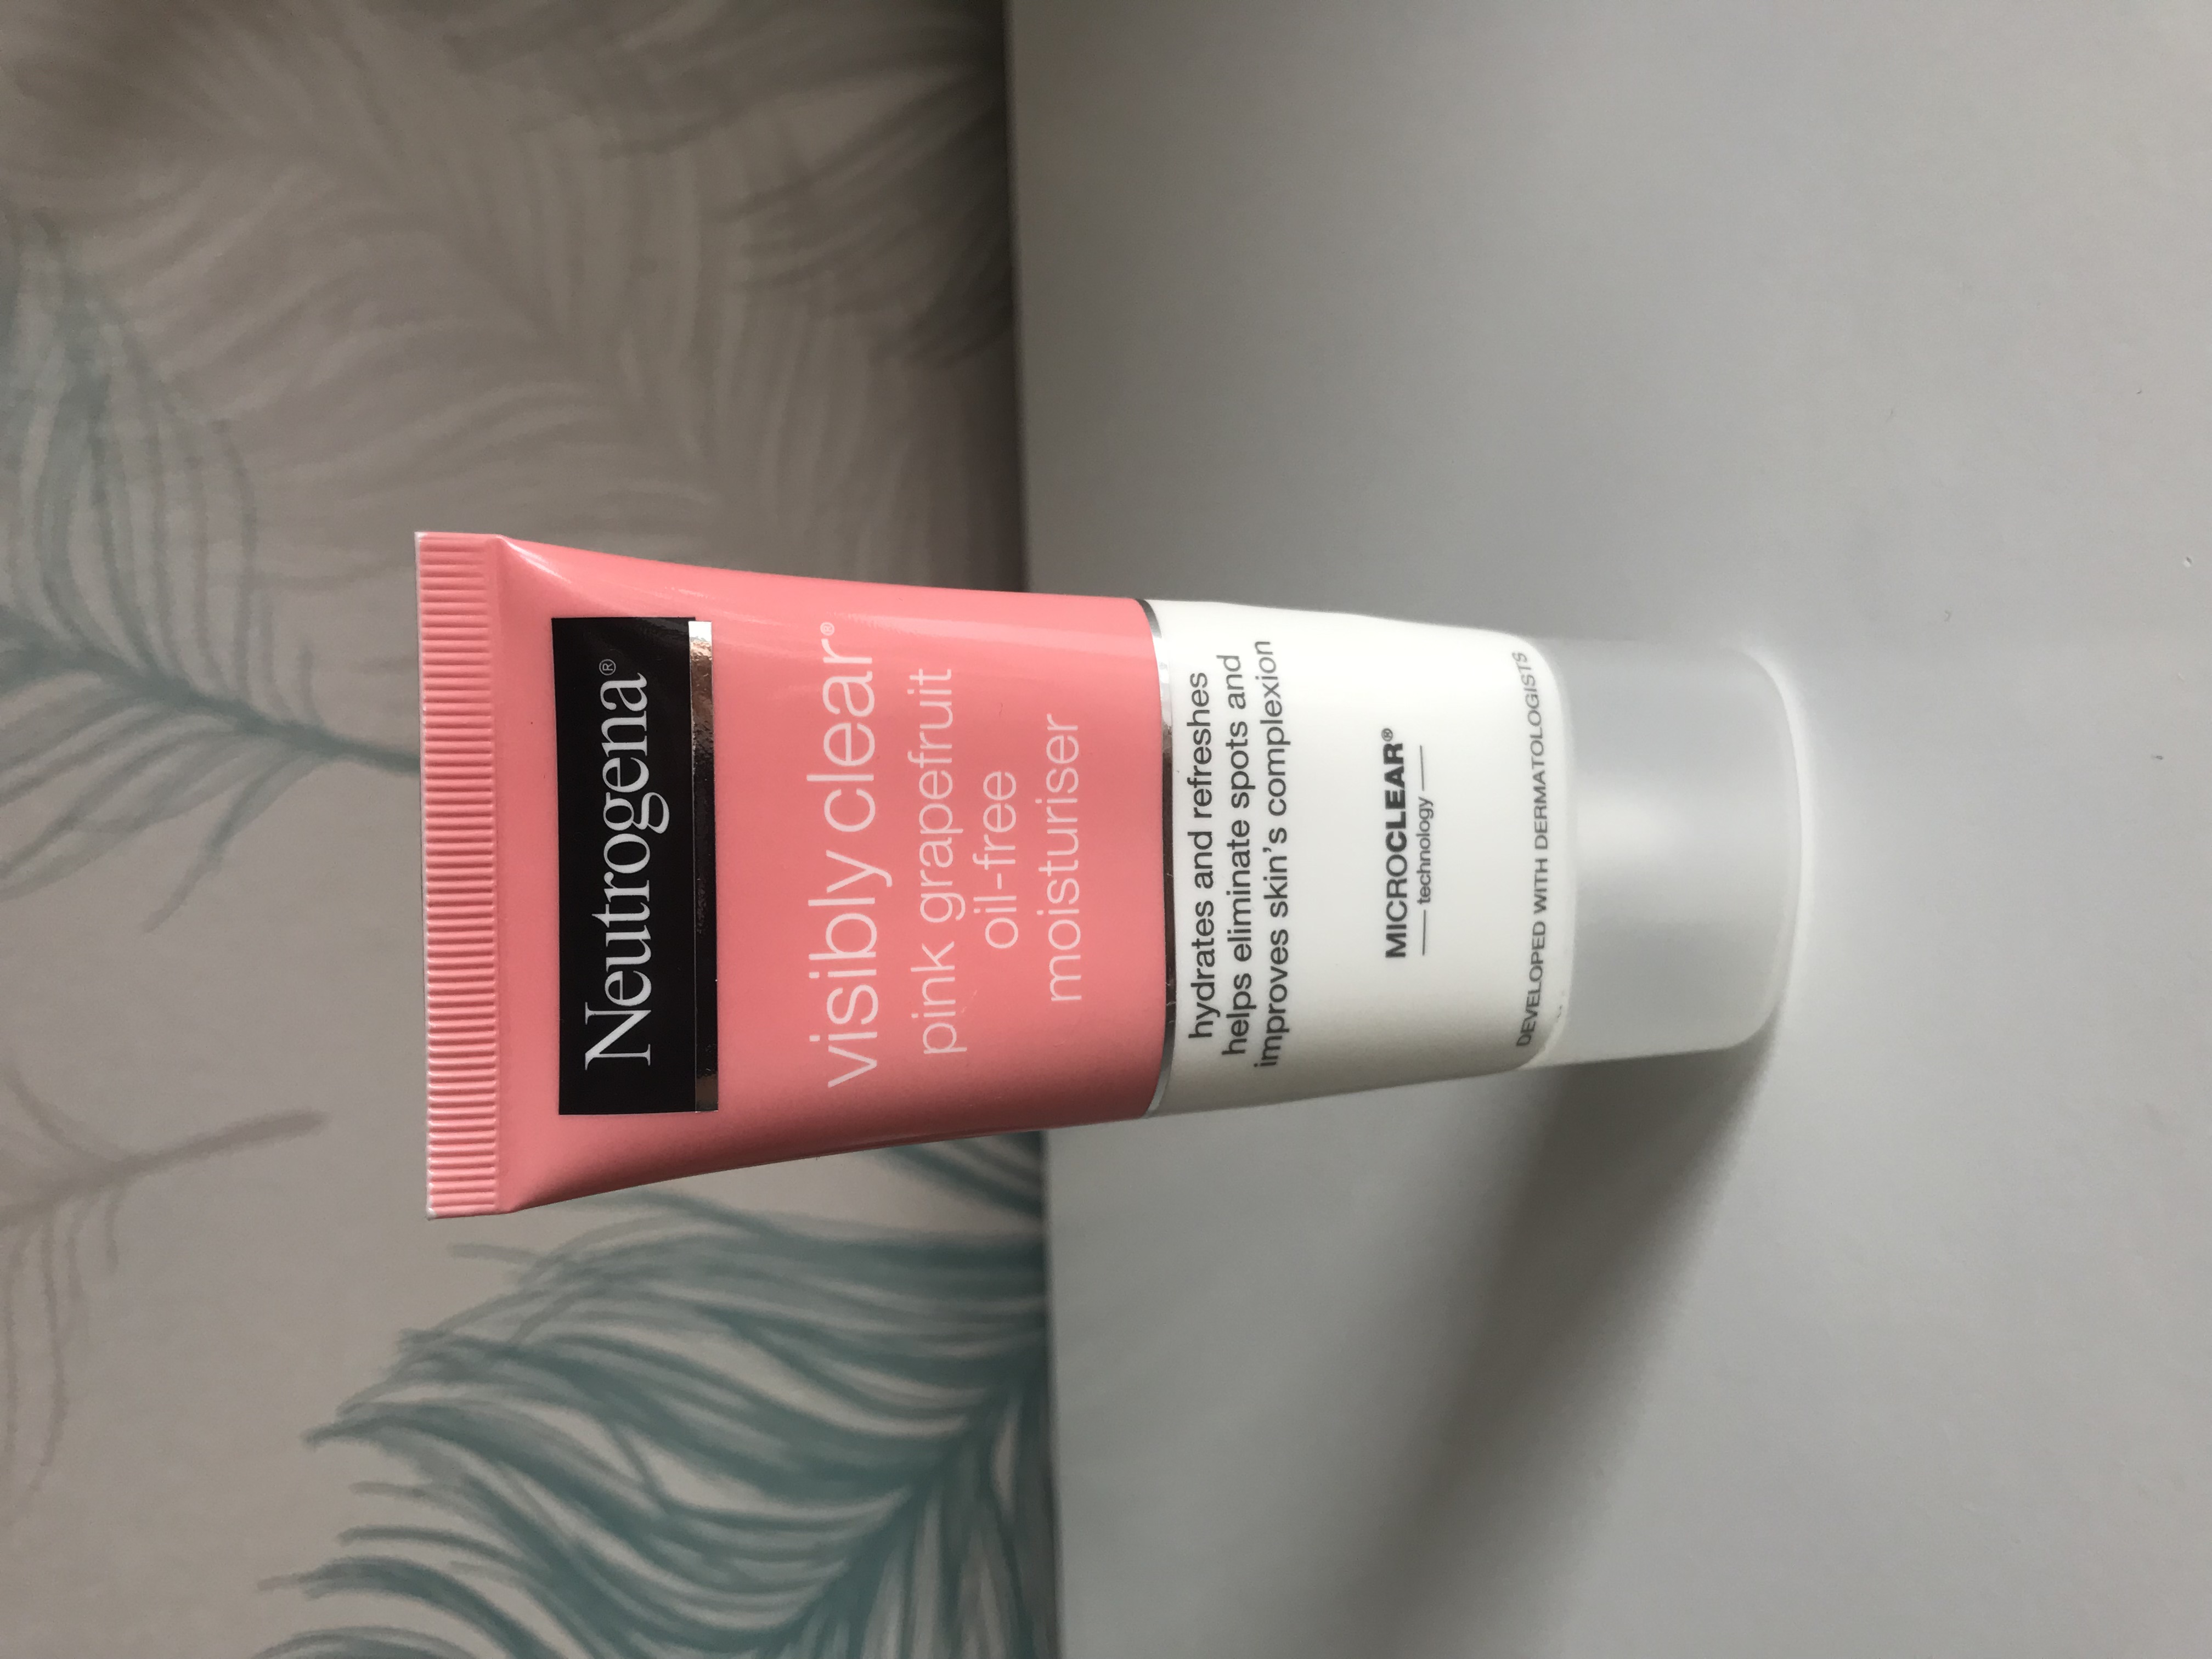 Neutrogena®
visibly clear®
pink grapefruit
oil-free
moisturiser
hydrates and refreshes
helps eliminate spots and
improves skin's complexion
MICROCLEAR®
technology
DEVELOPED WITH DERMATOLOGISTS